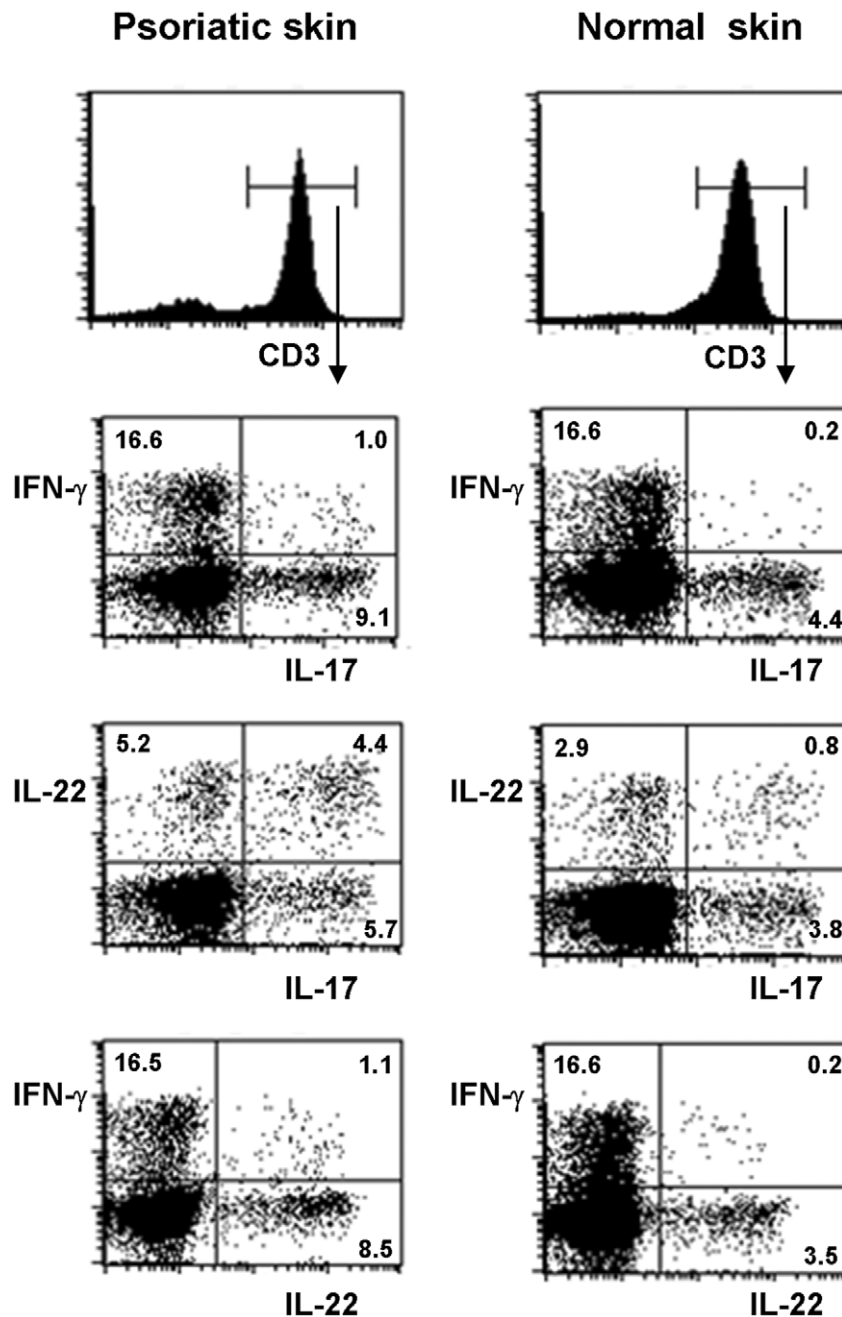 Psoriatic skin Normal skin
CD3 CD3
16.6 1.0 16.6 0.2
IFN-γ IFN-γ
9.1 4.4
IL-17 IL-17
5.2 4.4 2.9 0.8
IL-22 IL-22
5.7 3.8
IL-17 IL-17
16.5 1.1 16.6 0.2
IFN-γ IFN-γ
8.5 3.5
IL-22 IL-22